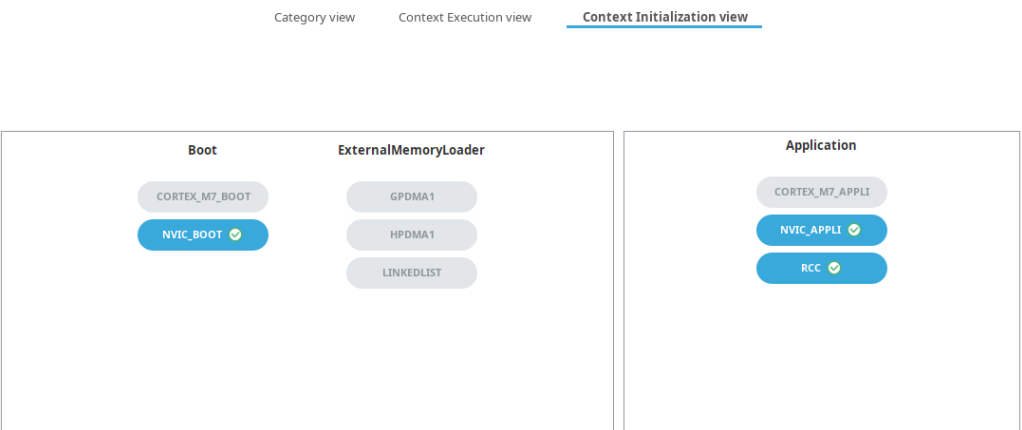 Category view
Context Execution view
Context Initialization view
Boot
CORTEX_M7_BOOT
NVIC_BOOT
ExternalMemoryLoader
GPDMA1
HPDMA1
LINKEDLIST
Application
CORTEX_M7_APPLI
NVIC_APPLI
RCC